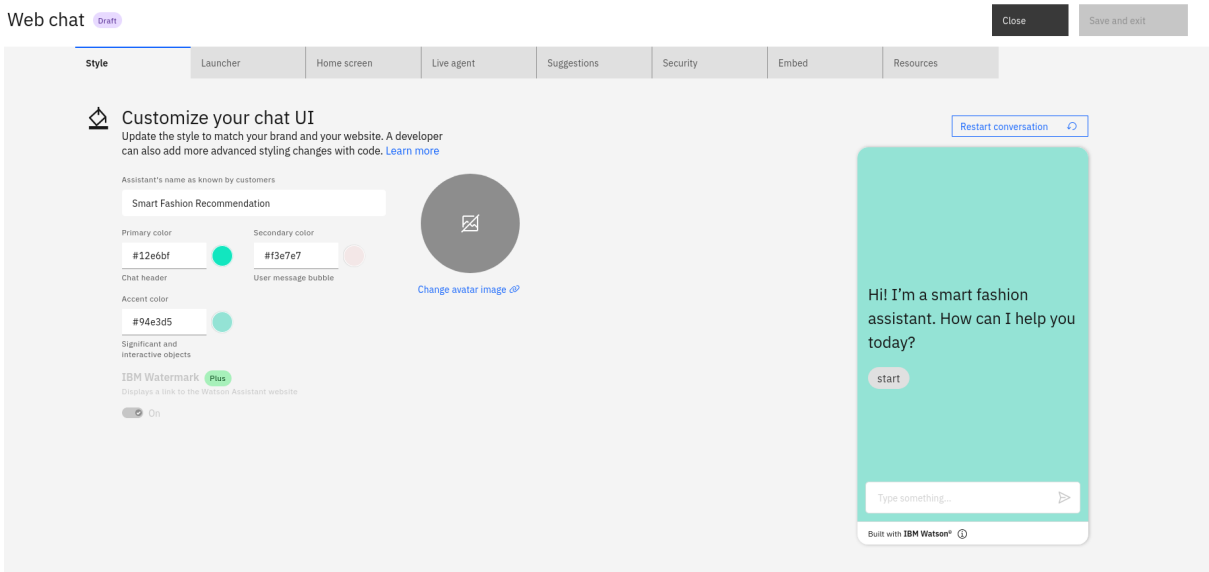 Web chat Draft
Close
Save and exit
Style
Launcher
Home screen
Live agent
Suggestions
Security
Embed
Resources
Customize your chat UI
Update the style to match your brand and your website. A developer
can also add more advanced styling changes with code. Learn more
Restart conversation
Assistant's name as known by customers
Smart Fashion Recommendation
Primary color
Secondary color
#12e6bf
#f3e7e7
Chat header
User message bubble
Change avatar image
Accent color
#94e3d5
Significant and
interactive objects
IBM Watermark Plus
Displays a link to the Watson Assistant website
On
Hi! I'm a smart fashion
assistant. How can I help you
today?
start
Type something...
Built with IBM Watson®